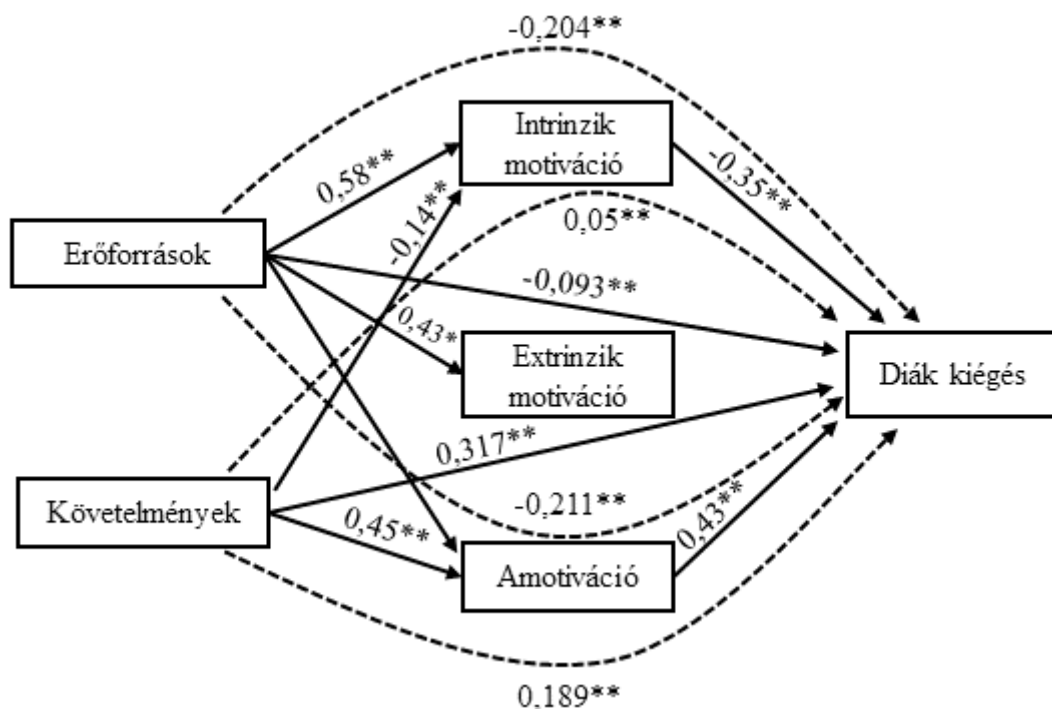 -0,204**
Intrinzik
motiváció
0,58**
-0,14**
-0,35**
0,05**
Erőforrások
-0,093**
0,43*
Extrinzik
motiváció
Diák kiégés
0,317**
Követelmények
-0,211**
0,45**
0,43**
Amotiváció
0,189**